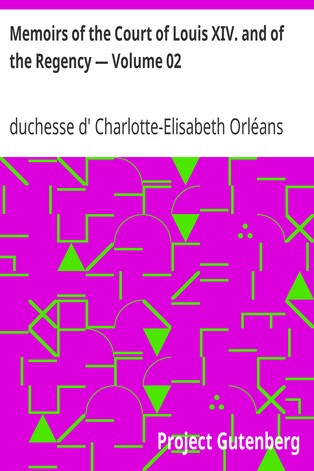 Memoirs of the Court of Louis XIV. and of
the Regency — Volume 02
duchesse d' Charlotte-Elisabeth Orléans
Project Gutenberg